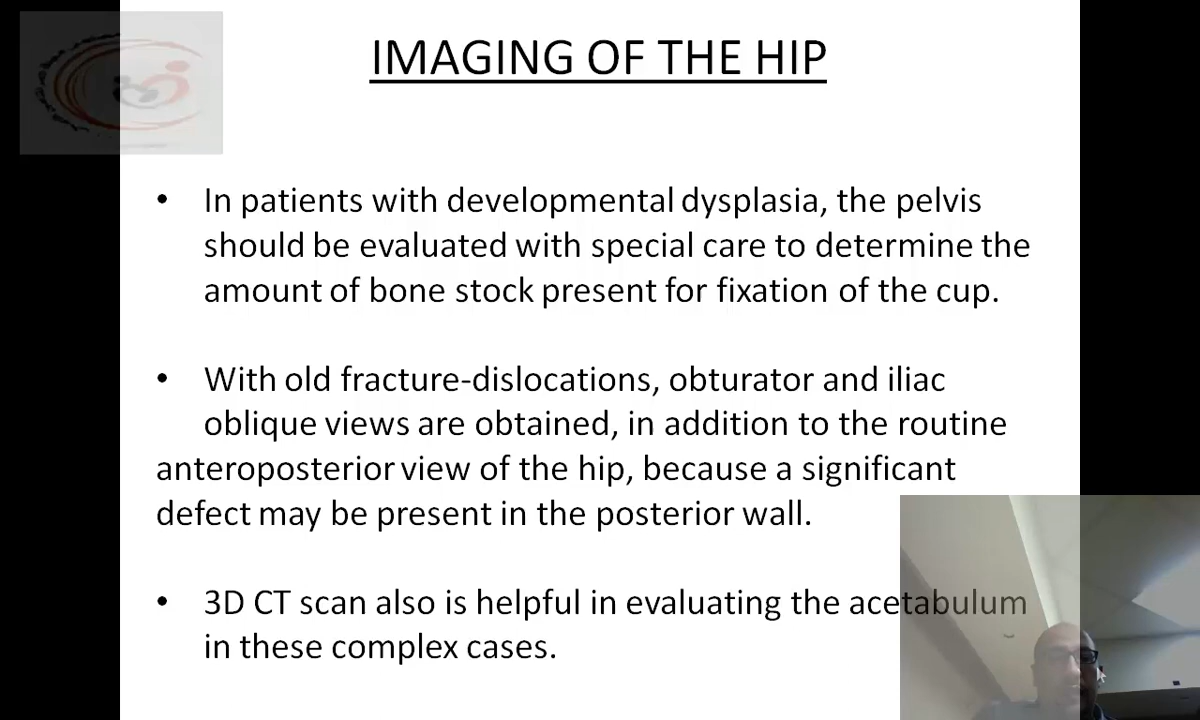 IMAGING OF THE HIP
• In patients with developmental dysplasia, the pelvis
should be evaluated with special care to determine the
amount of bone stock present for fixation of the cup.
• With old fracture-dislocations, obturator and iliac
oblique views are obtained, in addition to the routine
anteroposterior view of the hip, because a significant
defect may be present in the posterior wall.
• 3D CT scan also is helpful in evaluating the acetabulum
in these complex cases.